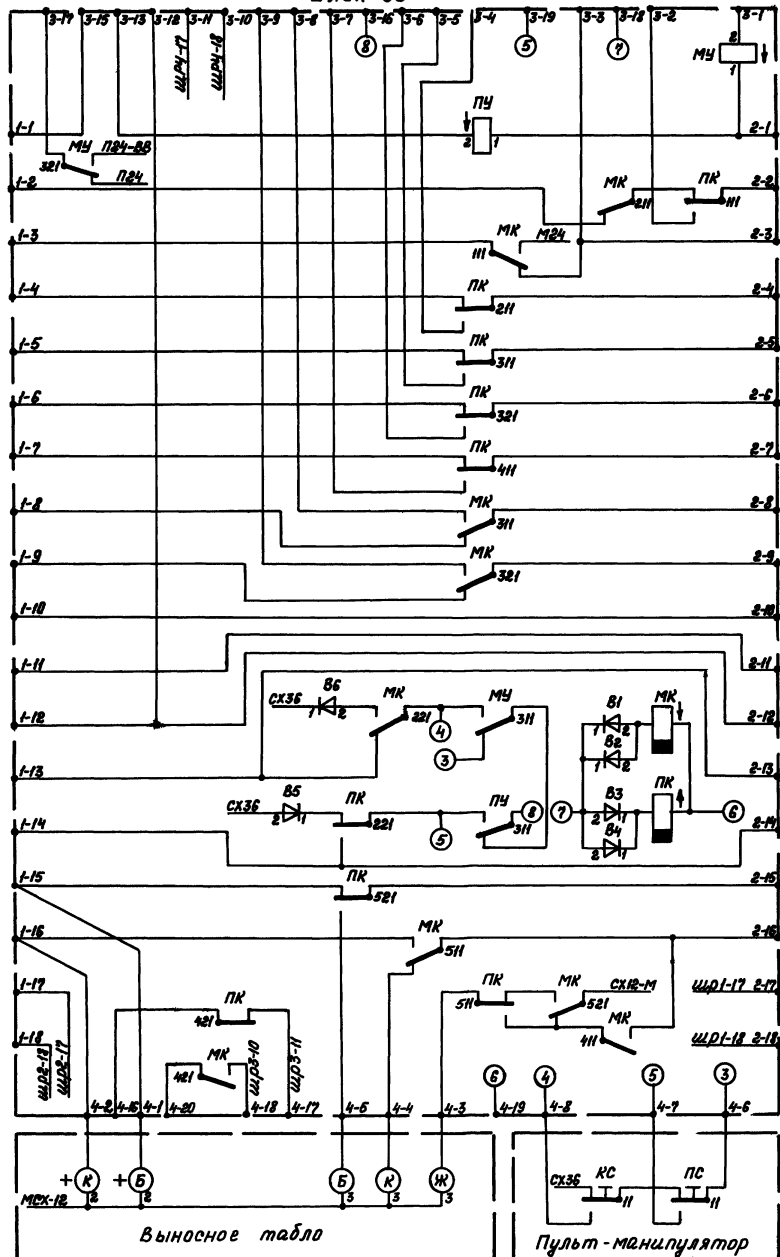 3-17 3-15 3-13 3-12 3-11 3-10 3-9 3-8 3-7 3-16 3-6 3-5 3-4 3-19 3-3 3-18 3-2 3-1
ШРУ-17 ШРУ-18 8 5 7
2
МУ
1
ПУ
1-1 2 1 2-1
МУ П24-ВВ
321 П24
МК ПК
1-2 211 111 2-2
МК М24
1-3 111 2-3
ПК
1-4 211 2-4
ПК
1-5 311 2-5
ПК
1-6 321 2-6
ПК
1-7 411 2-7
МК
1-8 311 2-8
МК
1-9 321 2-9
1-10 2-10
1-11 2-11
В6 МК МУ В1 МК
СХ36 1 2 221 311 1 2
1-12 4 В2 2-12
3 1 2
1-13 2-13
В5 ПК ПУ В3 ПК
СХ36 2 1 221 311 8 7 2 1 6
1-14 5 В4 2-14
2 1
1-15 ПК 2-15
521
МК
1-16 511 2-16
ПК МК СХ12-М
1-17 ПК 511 521 ШР1-17 2-17
421 МК
411
1-18 МК ШР1-18 2-18
ШР2-18 ШР2-17 421 ШР3-10 ШР3-11
6 4 5 3
4-2 4-16 4-1 4-20 4-18 4-17 4-5 4-4 4-3 4-19 4-8 4-7 4-6
+ К + Б Б К Ж СХ36 КС ПС
2 2 3 3 3 11 11
МСХ-12
Выносное табло Пульт-манипулятор